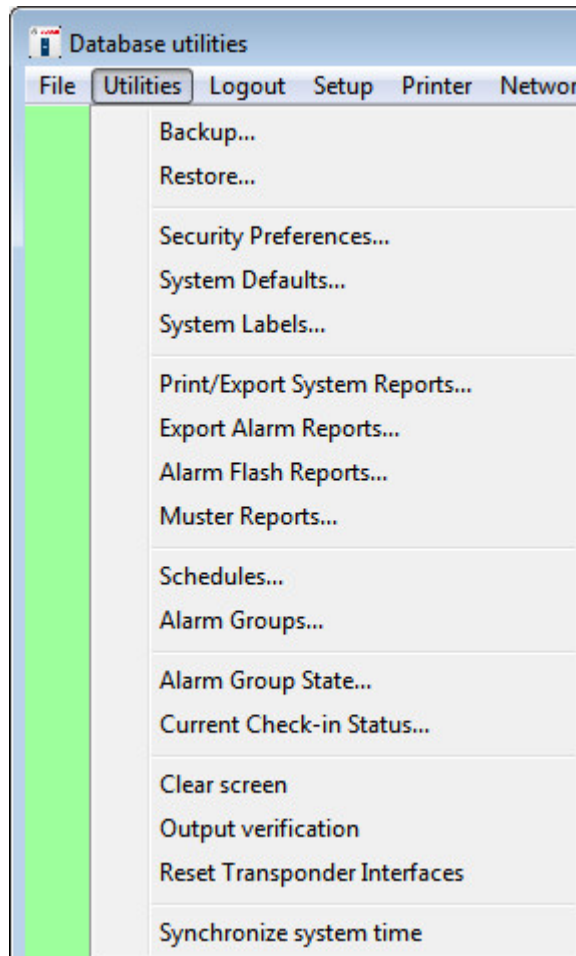 Database utilities
File Utilities Logout Setup Printer Networ
Backup...
Restore...
Security Preferences...
System Defaults...
System Labels...
Print/Export System Reports...
Export Alarm Reports...
Alarm Flash Reports...
Muster Reports...
Schedules...
Alarm Groups...
Alarm Group State...
Current Check-in Status...
Clear screen
Output verification
Reset Transponder Interfaces
Synchronize system time